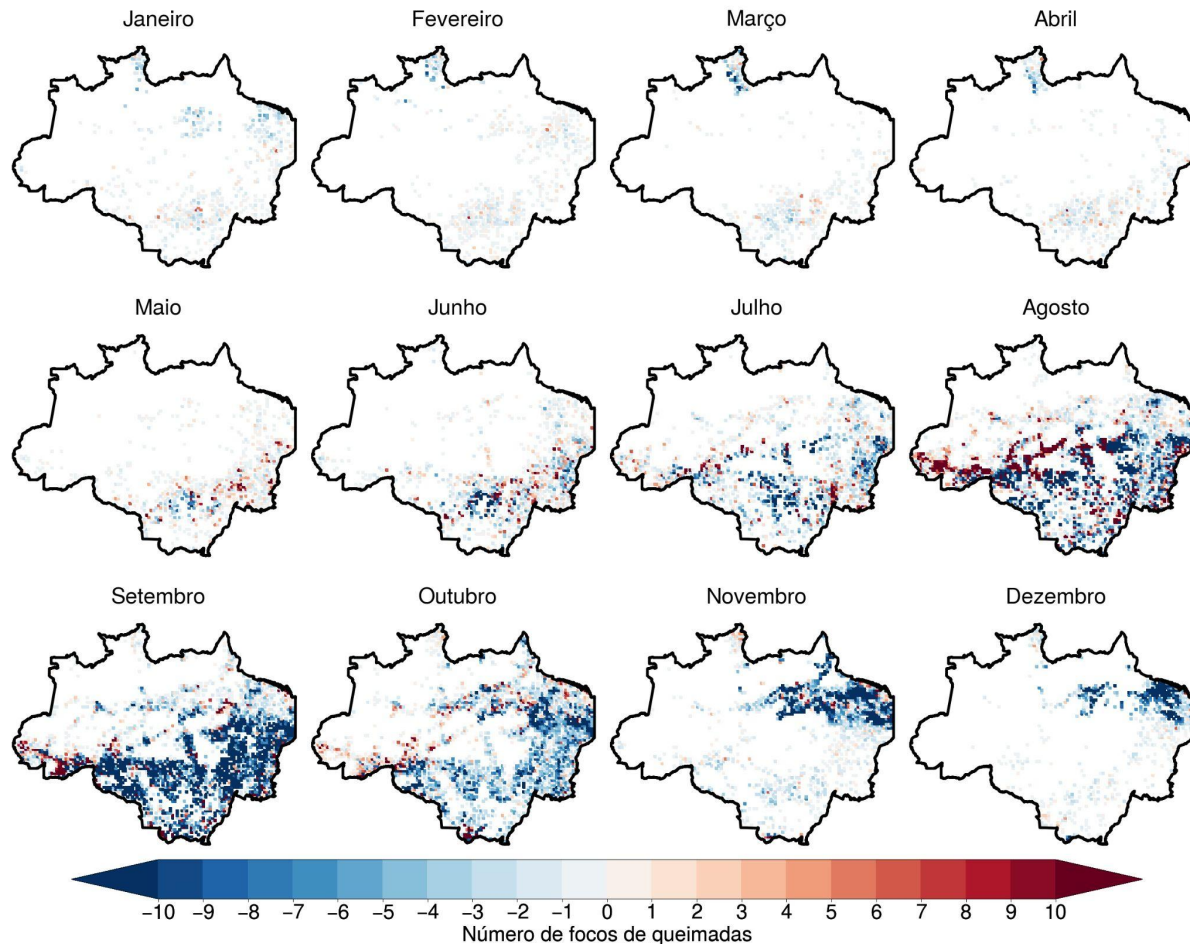 Janeiro Fevereiro Março Abril
Maio Junho Julho Agosto
Setembro Outubro Novembro Dezembro
−10 −9 −8 −7 −6 −5 −4 −3 −2 −1 0 1 2 3 4 5 6 7 8 9 10
Número de focos de queimadas